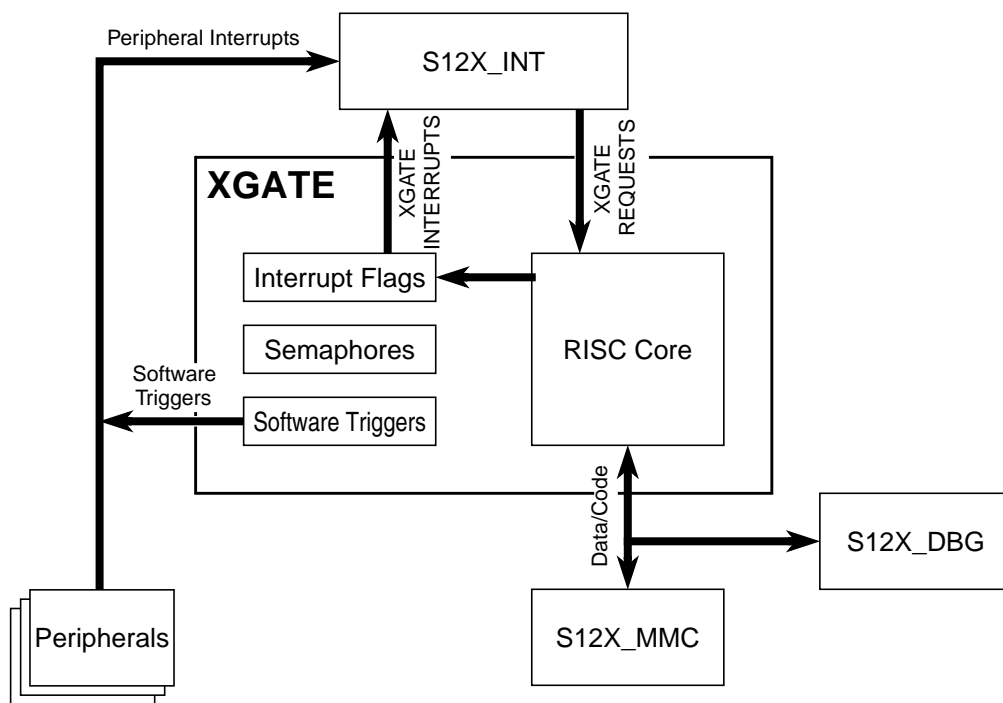 Peripheral Interrupts
S12X_INT
XGATE
INTERRUPTS
XGATE
REQUESTS
XGATE
Interrupt Flags
Semaphores
RISC Core
Software
Triggers
Software Triggers
Data/Code
S12X_DBG
Peripherals
S12X_MMC